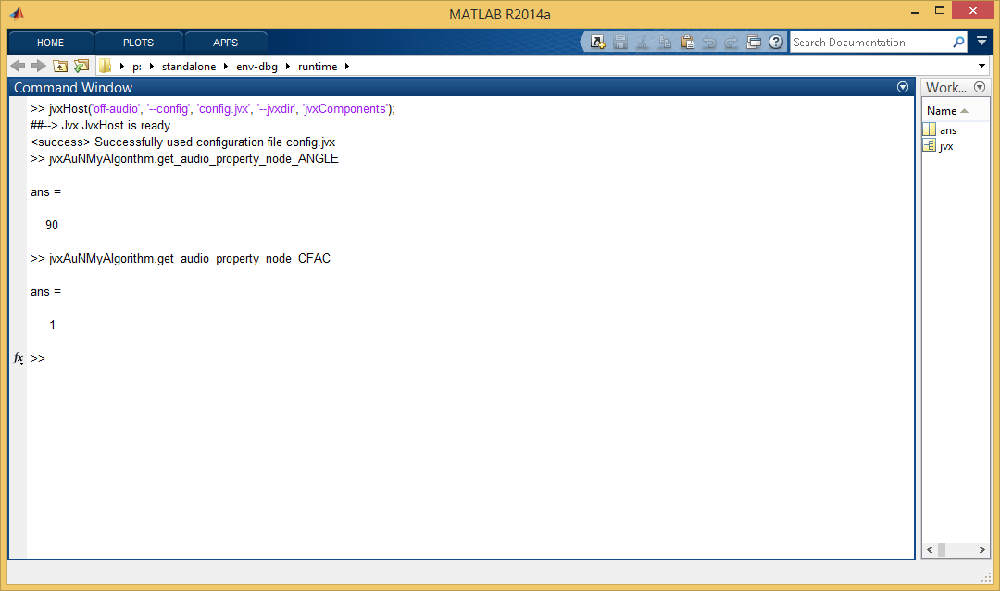 MATLAB R2014a
HOME PLOTS APPS
Search Documentation
p: standalone env-dbg runtime
Command Window
>> jvxHost('off-audio', '--config', 'config.jvx', '--jvxdir', 'jvxComponents');
##--> Jvx JvxHost is ready.
<success> Successfully used configuration file config.jvx
>> jvxAuNMyAlgorithm.get_audio_property_node_ANGLE
ans =
90
>> jvxAuNMyAlgorithm.get_audio_property_node_CFAC
ans =
1
fx >>
Work...
Name
ans
jvx